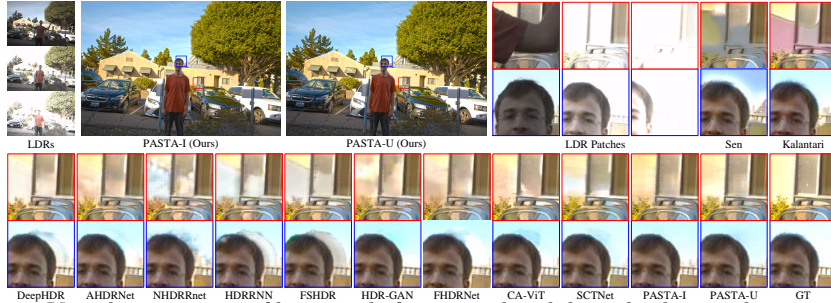 LDRs PASTA-I (Ours) PASTA-U (Ours) LDR Patches Sen Kalantari
DeepHDR AHDRNet NHDRRnet HDRRNN FSHDR HDR-GAN FHDRNet CA-ViT SCTNet PASTA-I PASTA-U GT